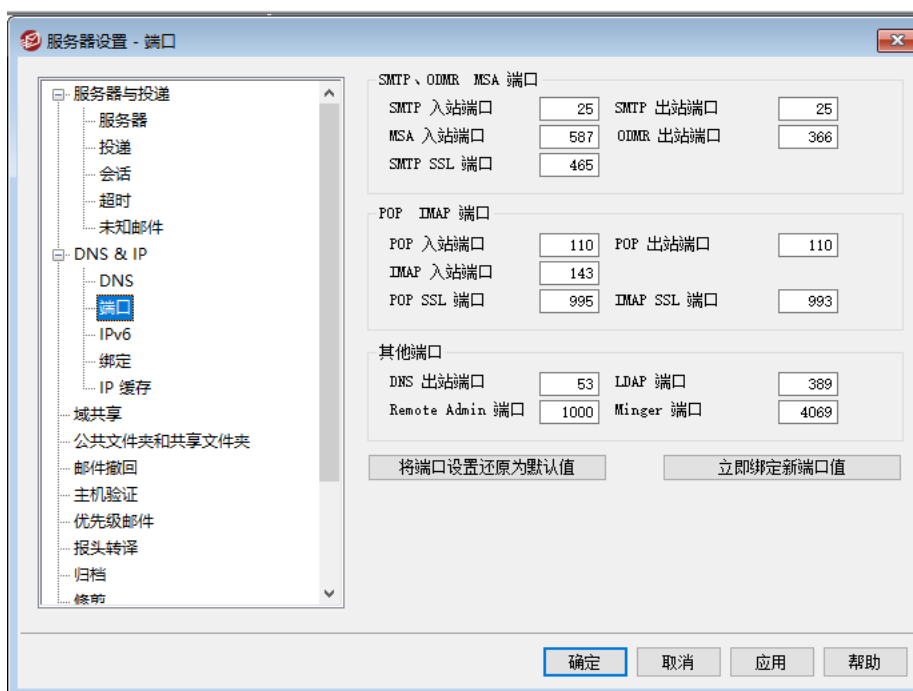 服务器设置 - 端口
服务器与投递
服务器
投递
会话
超时
未知邮件
DNS & IP
DNS
端口
IPv6
绑定
IP 缓存
域共享
公共文件夹和共享文件夹
邮件撤回
主机验证
优先级邮件
报头转译
归档
修剪
SMTP、ODMR MSA 端口
SMTP 入站端口 25 SMTP 出站端口 25
MSA 入站端口 587 ODMR 出站端口 366
SMTP SSL 端口 465
POP IMAP 端口
POP 入站端口 110 POP 出站端口 110
IMAP 入站端口 143
POP SSL 端口 995 IMAP SSL 端口 993
其他端口
DNS 出站端口 53 LDAP 端口 389
Remote Admin 端口 1000 Minger 端口 4069
将端口设置还原为默认值 立即绑定新端口值
确定 取消 应用 帮助